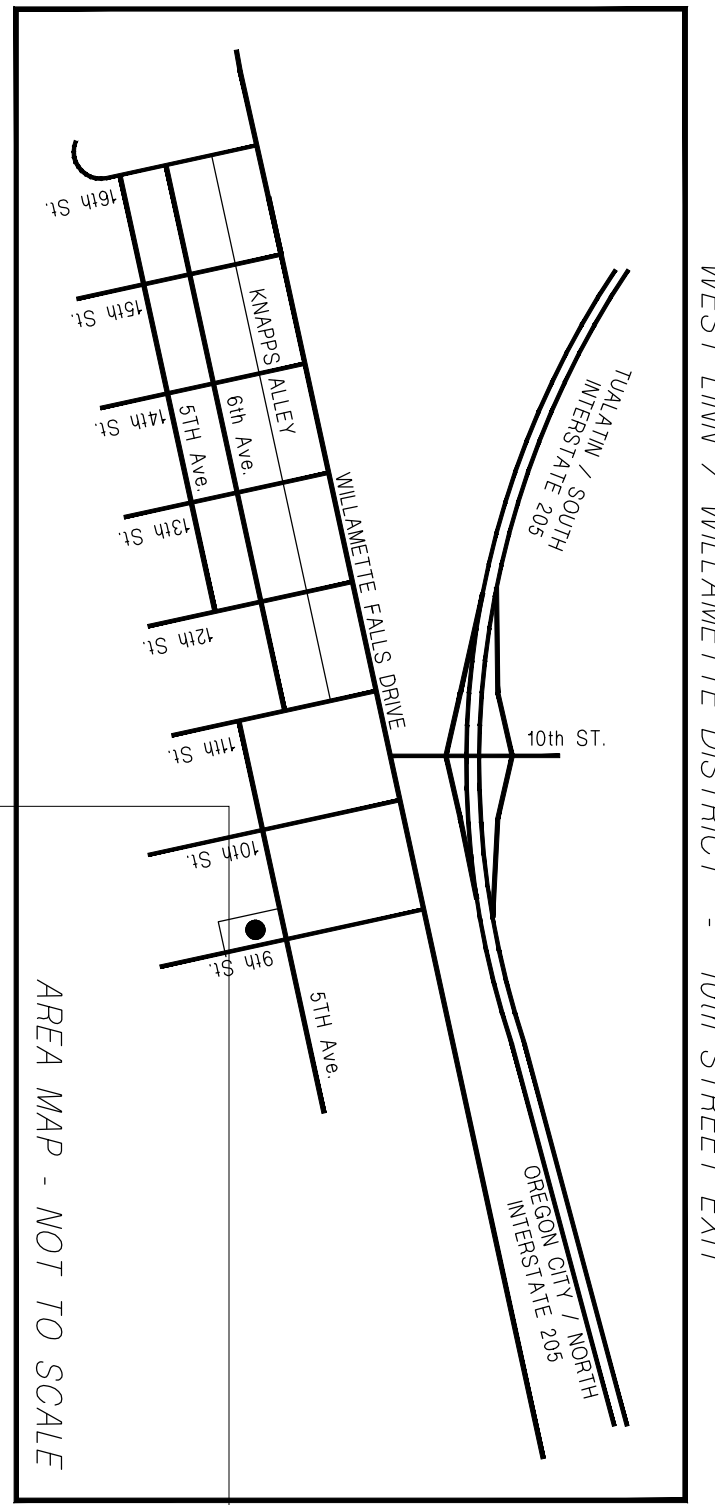 WEST LINN / WILLAMETTE DISTRICT - 10th STREET EXIT
TUALATIN / SOUTH
INTERSTATE 205
10th ST.
OREGON CITY / NORTH
INTERSTATE 205
WILLAMETTE FALLS DRIVE
KNAPPS ALLEY
6th Ave.
5TH Ave.
16th St.
15th St.
14th St.
13th St.
12th St.
11th St.
10th St.
9th St.
5TH Ave.
AREA MAP - NOT TO SCALE